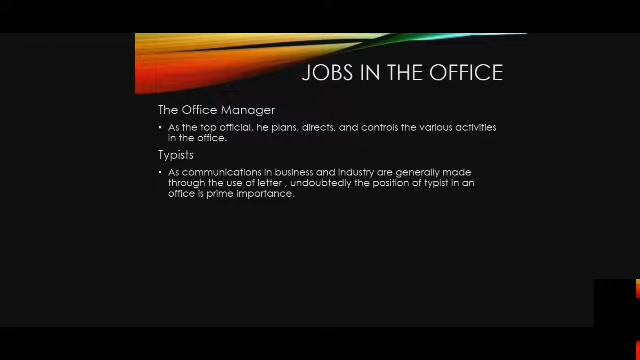 JOBS IN THE OFFICE
The Office Manager
• As the top official, he plans, directs, and controls the various activities
in the office.
Typists
• As communications in business and industry are generally made
through the use of letter , undoubtedly the position of typist in an
office is prime importance.